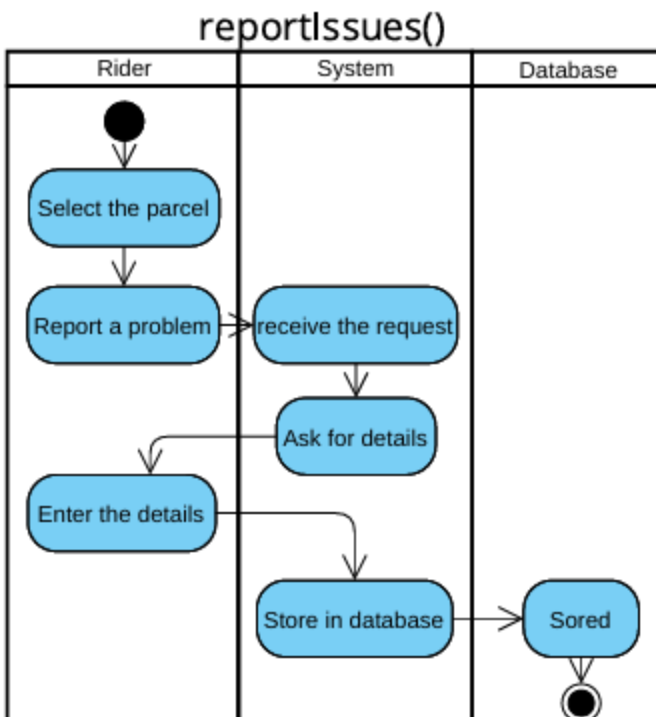 reportIssues()
Rider
System
Database
Select the parcel
Report a problem
receive the request
Ask for details
Enter the details
Store in database
Sored